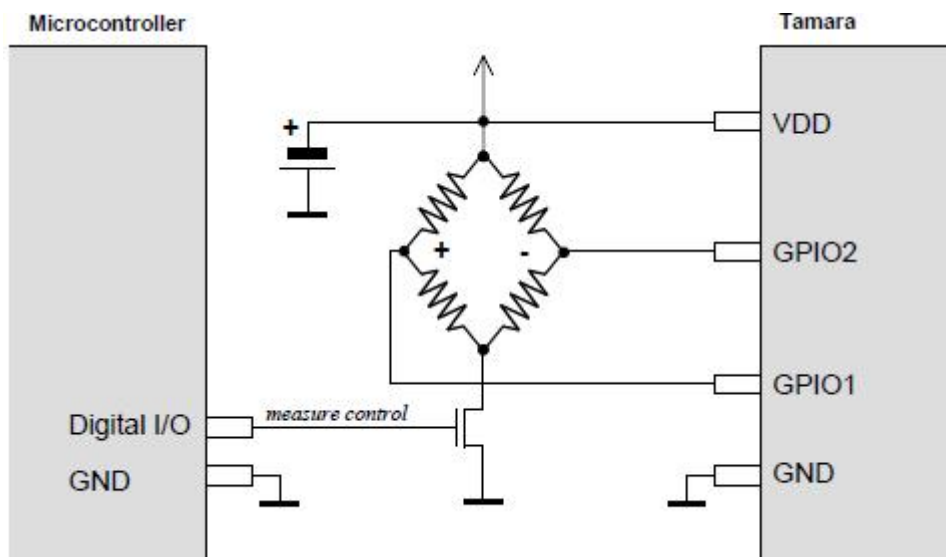 Microcontroller
Tamara
+
VDD
+
-
GPIO2
GPIO1
Digital I/O
measure control
GND
GND